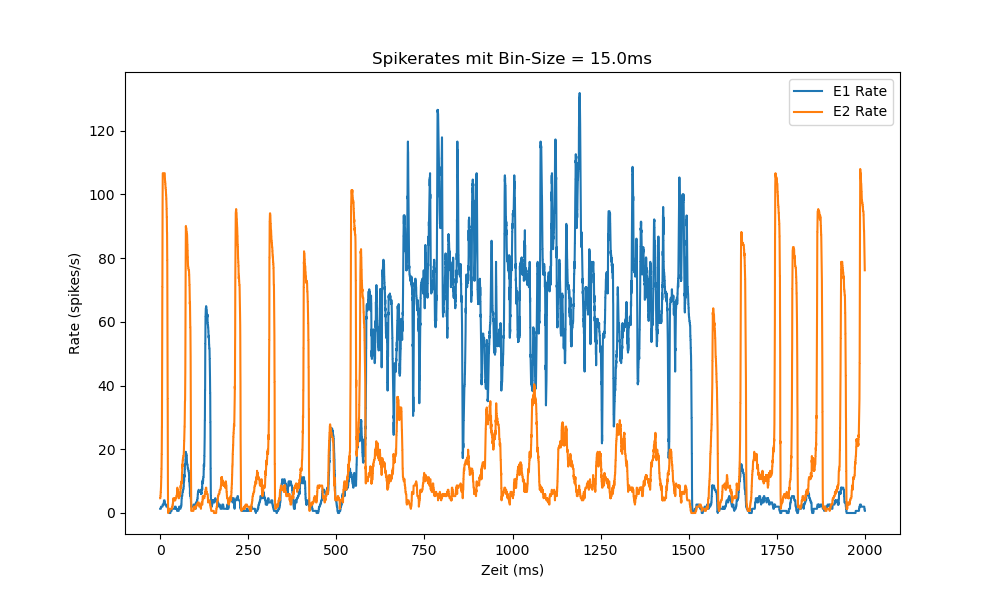 Spikerates mit Bin-Size = 15.0ms
E1 Rate
E2 Rate
Rate (spikes/s)
120
100
80
60
40
20
0
0 250 500 750 1000 1250 1500 1750 2000
Zeit (ms)